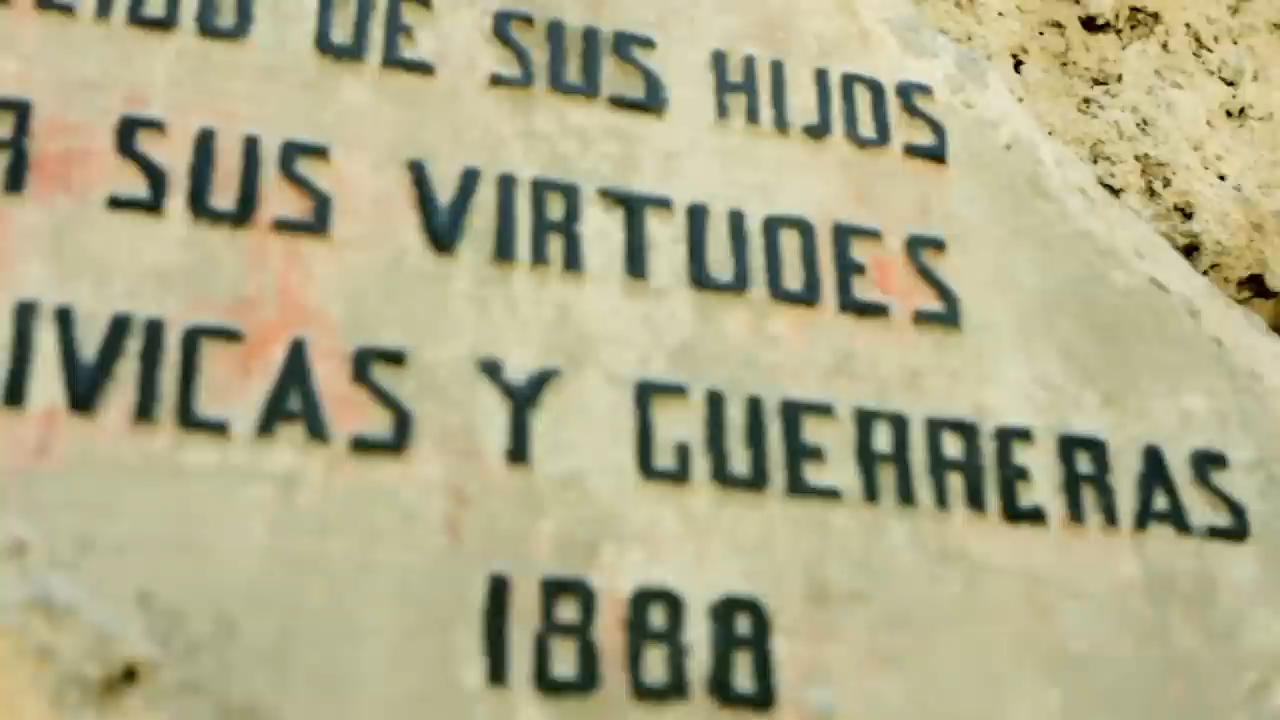 DE SUS HIJOS
A SUS VIRTUDES
IVICAS Y GUERRERAS
1888